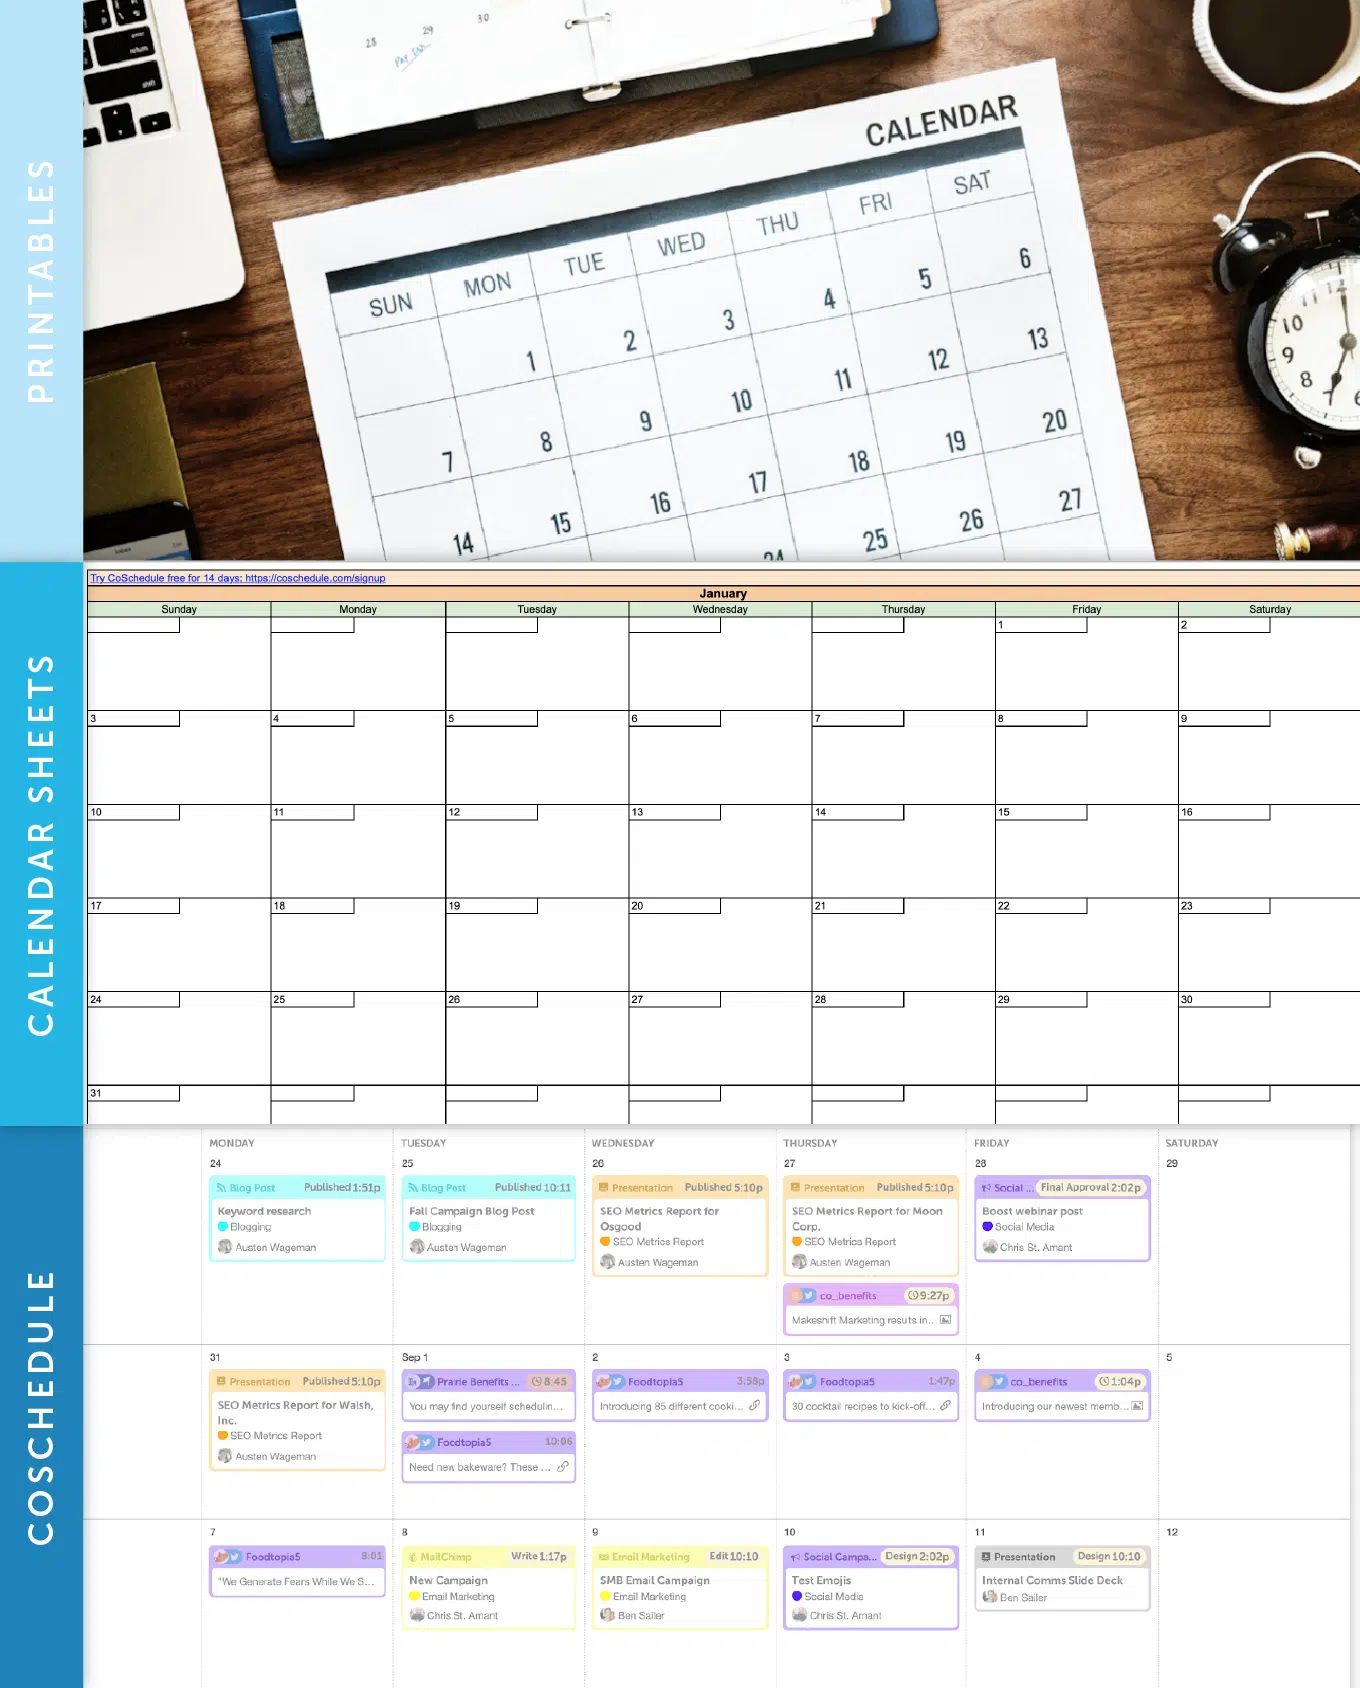 PRINTABLES
28 29 30
PAY TAX
CALENDAR
SUN MON TUE WED THU FRI SAT
1 2 3 4 5 6
7 8 9 10 11 12 13
14 15 16 17 18 19 20
24 25 26 27
10 11 12
9
8
CALENDAR SHEETS
Try CoSchedule free for 14 days: https://coschedule.com/signup
January
Sunday Monday Tuesday Wednesday Thursday Friday Saturday
1 2
3 4 5 6 7 8 9
10 11 12 13 14 15 16
17 18 19 20 21 22 23
24 25 26 27 28 29 30
31
COSCHEDULE
MONDAY TUESDAY WEDNESDAY THURSDAY FRIDAY SATURDAY
24 25 26 27 28 29
Blog Post Published 1:51p
Keyword research
Blogging
Austen Wageman
Blog Post Published 10:11
Fall Campaign Blog Post
Blogging
Austen Wageman
Presentation Published 5:10p
SEO Metrics Report for
Osgood
SEO Metrics Report
Austen Wageman
Presentation Published 5:10p
SEO Metrics Report for Moon
Corp.
SEO Metrics Report
Austen Wageman
co_benefits 9:27p
Makeshift Marketing resuts in...
Social ... Final Approval 2:02p
Boost webinar post
Social Media
Chris St. Amant
31 Sep 1 2 3 4 5
Presentation Published 5:10p
SEO Metrics Report for Walsh,
Inc.
SEO Metrics Report
Austen Wageman
Prairie Benefits ... 8:45
You may find yourself schedulin...
Foodtopia5 10:06
Need new bakeware? These ...
Foodtopia5 3:58p
Introducing 85 different cooki...
Foodtopia5 1:47p
30 cocktail recipes to kick-off...
co_benefits 1:04p
Introducing our newest memb...
7 8 9 10 11 12
Foodtopia5 8:01
"We Generate Fears While We S...
MailChimp Write 1:17p
New Campaign
Email Marketing
Chris St. Amant
Email Marketing Edit 10:10
SMB Email Campaign
Email Marketing
Ben Sailer
Social Campa... Design 2:02p
Test Emojis
Social Media
Chris St. Amant
Presentation Design 10:10
Internal Comms Slide Deck
Ben Sailer